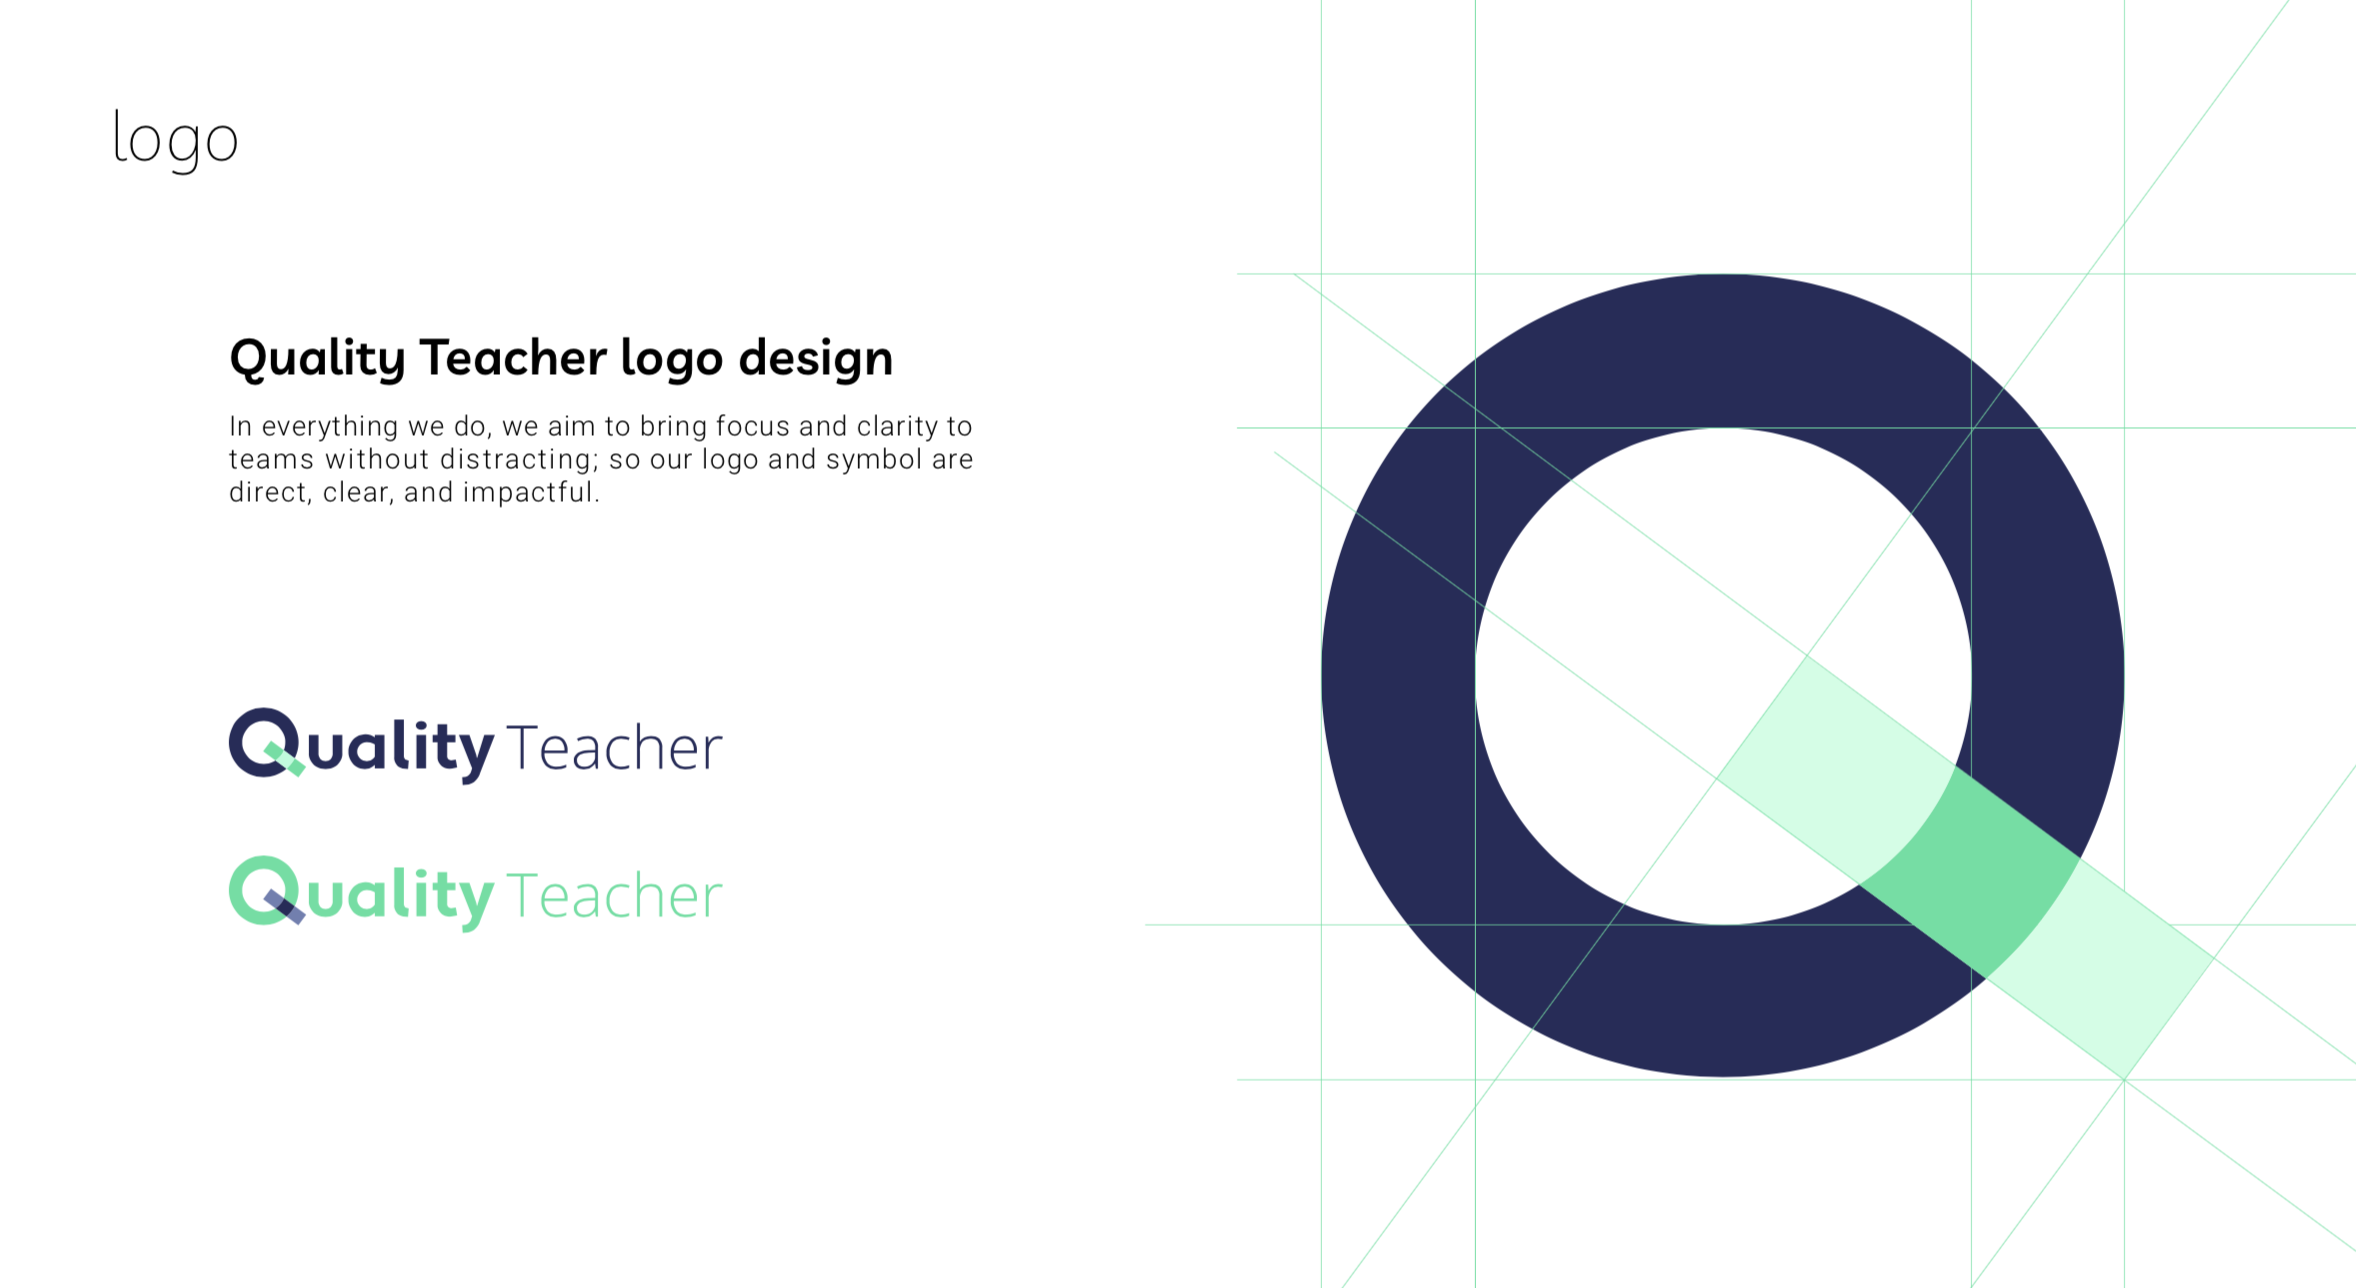 logo
Quality Teacher logo design
In everything we do, we aim to bring focus and clarity to
teams without distracting; so our logo and symbol are
direct, clear, and impactful.
Quality Teacher
Quality Teacher